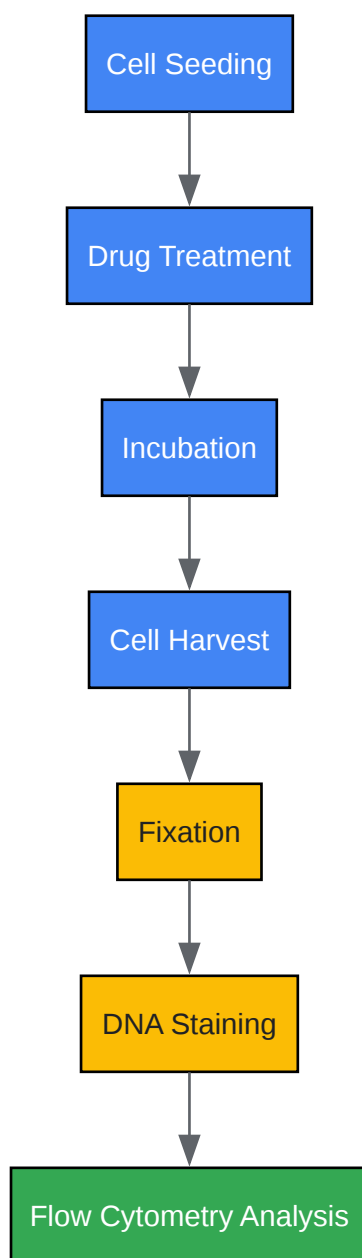 Cell Seeding
Drug Treatment
Incubation
Cell Harvest
Fixation
DNA Staining
Flow Cytometry Analysis